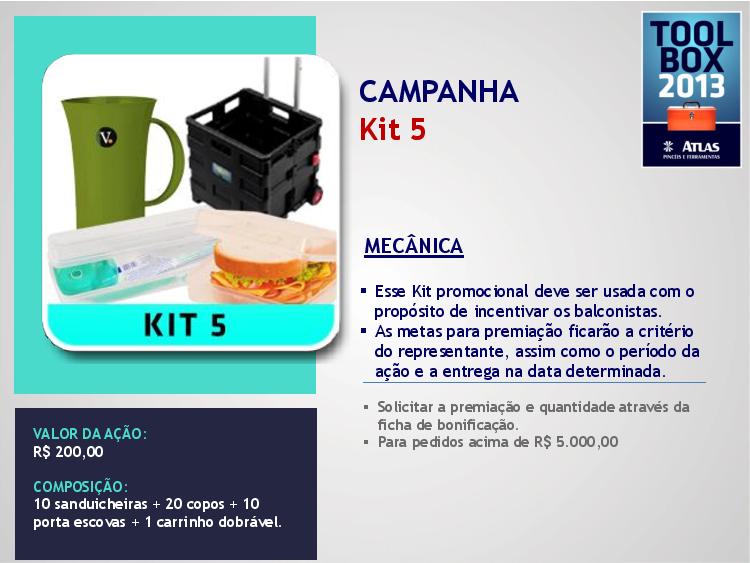 TOOL
BOX
2013
ATLAS
PINCÉIS E FERRAMENTAS
CAMPANHA
Kit 5
V.
KIT 5
MECÂNICA
▪ Esse Kit promocional deve ser usada com o
propósito de incentivar os balconistas.
▪ As metas para premiação ficarão a critério
do representante, assim como o período da
ação e a entrega na data determinada.
▪ Solicitar a premiação e quantidade através da
ficha de bonificação.
▪ Para pedidos acima de R$ 5.000,00
VALOR DA AÇÃO:
R$ 200,00
COMPOSIÇÃO:
10 sanduicheiras + 20 copos + 10
porta escovas + 1 carrinho dobrável.